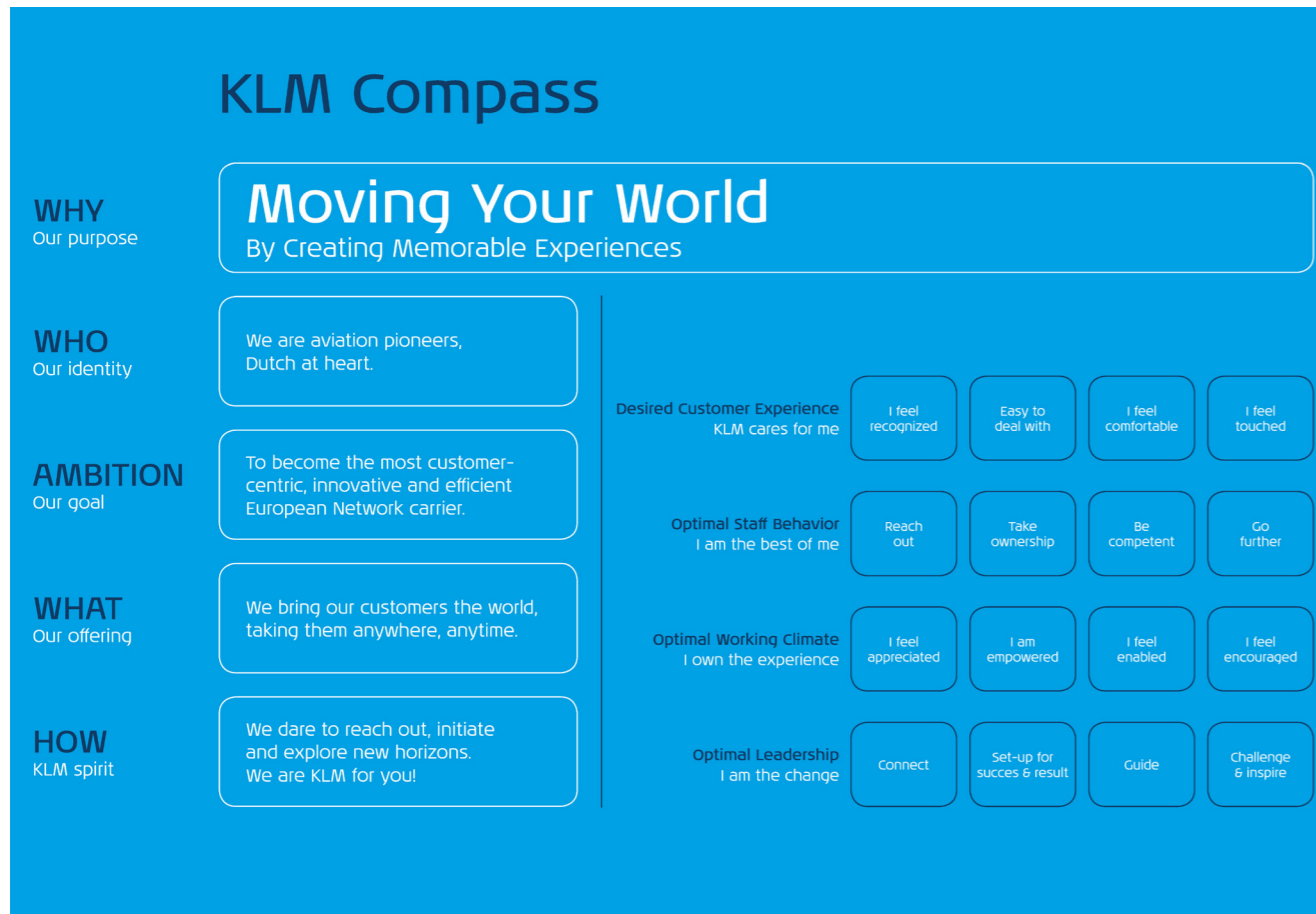 KLM Compass
WHY
Our purpose
Moving Your World
By Creating Memorable Experiences
WHO
Our identity
We are aviation pioneers,
Dutch at heart.
AMBITION
Our goal
To become the most customer-
centric, innovative and efficient
European Network carrier.
WHAT
Our offering
We bring our customers the world,
taking them anywhere, anytime.
HOW
KLM spirit
We dare to reach out, initiate
and explore new horizons.
We are KLM for you!
Desired Customer Experience
KLM cares for me
I feel
recognized
Easy to
deal with
I feel
comfortable
I feel
touched
Optimal Staff Behavior
I am the best of me
Reach
out
Take
ownership
Be
competent
Go
further
Optimal Working Climate
I own the experience
I feel
appreciated
I am
empowered
I feel
enabled
I feel
encouraged
Optimal Leadership
I am the change
Connect
Set-up for
succes & result
Guide
Challenge
& inspire